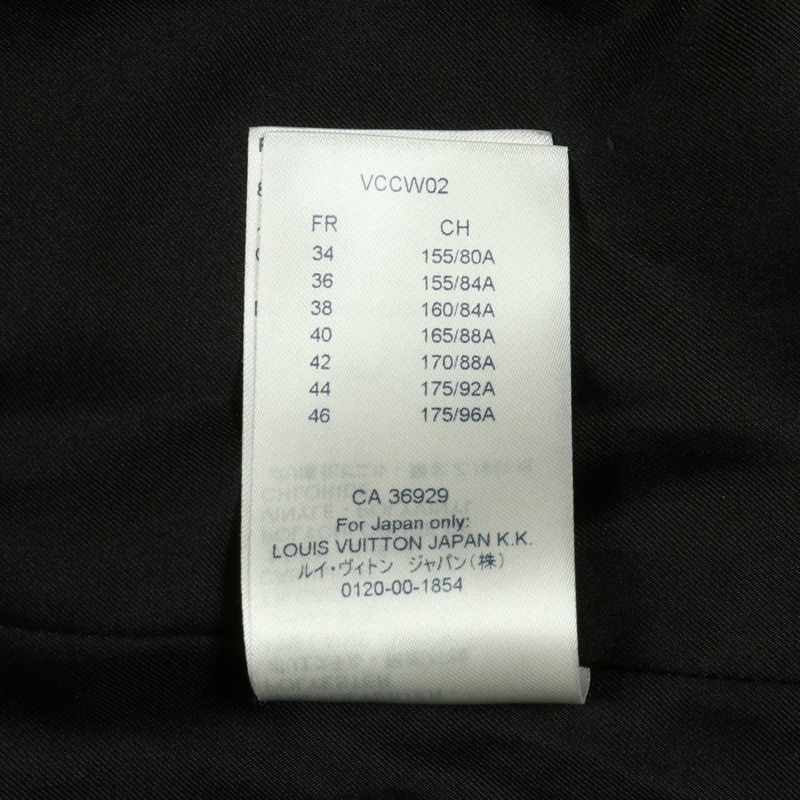 VCCW02
FR CH
34 155/80A
36 155/84A
38 160/84A
40 165/88A
42 170/88A
44 175/92A
46 175/96A
CA 36929
For Japan only:
LOUIS VUITTON JAPAN K.K.
ルイ・ヴィトン ジャパン(株)
0120-00-1854
POLYESTER